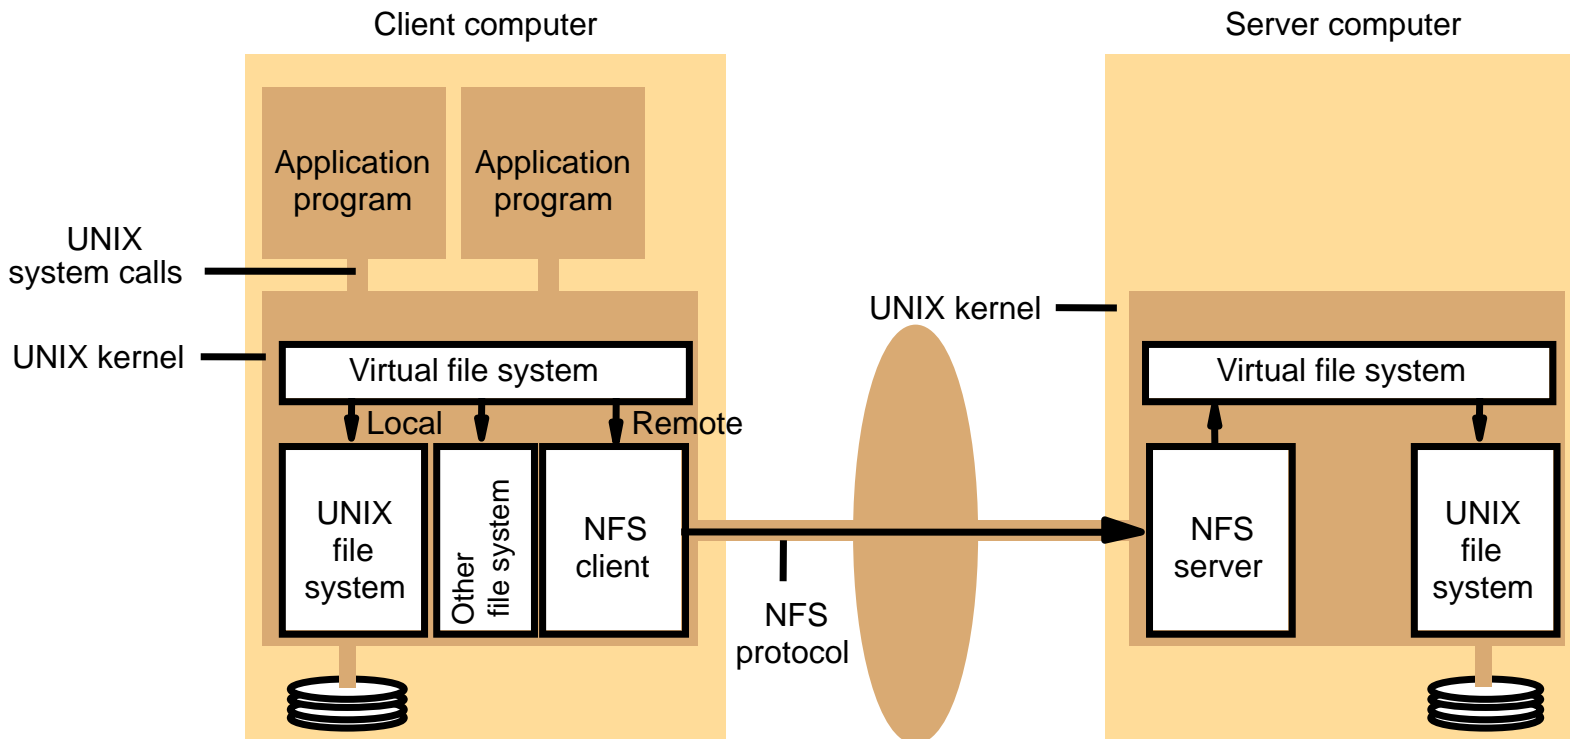 Client computer
Server computer
Application
program
Application
program
UNIX
system calls
UNIX kernel
UNIX kernel
Virtual file system
Virtual file system
Local
Remote
UNIX
file
system
Other
file system
NFS
client
NFS
protocol
NFS
server
UNIX
file
system